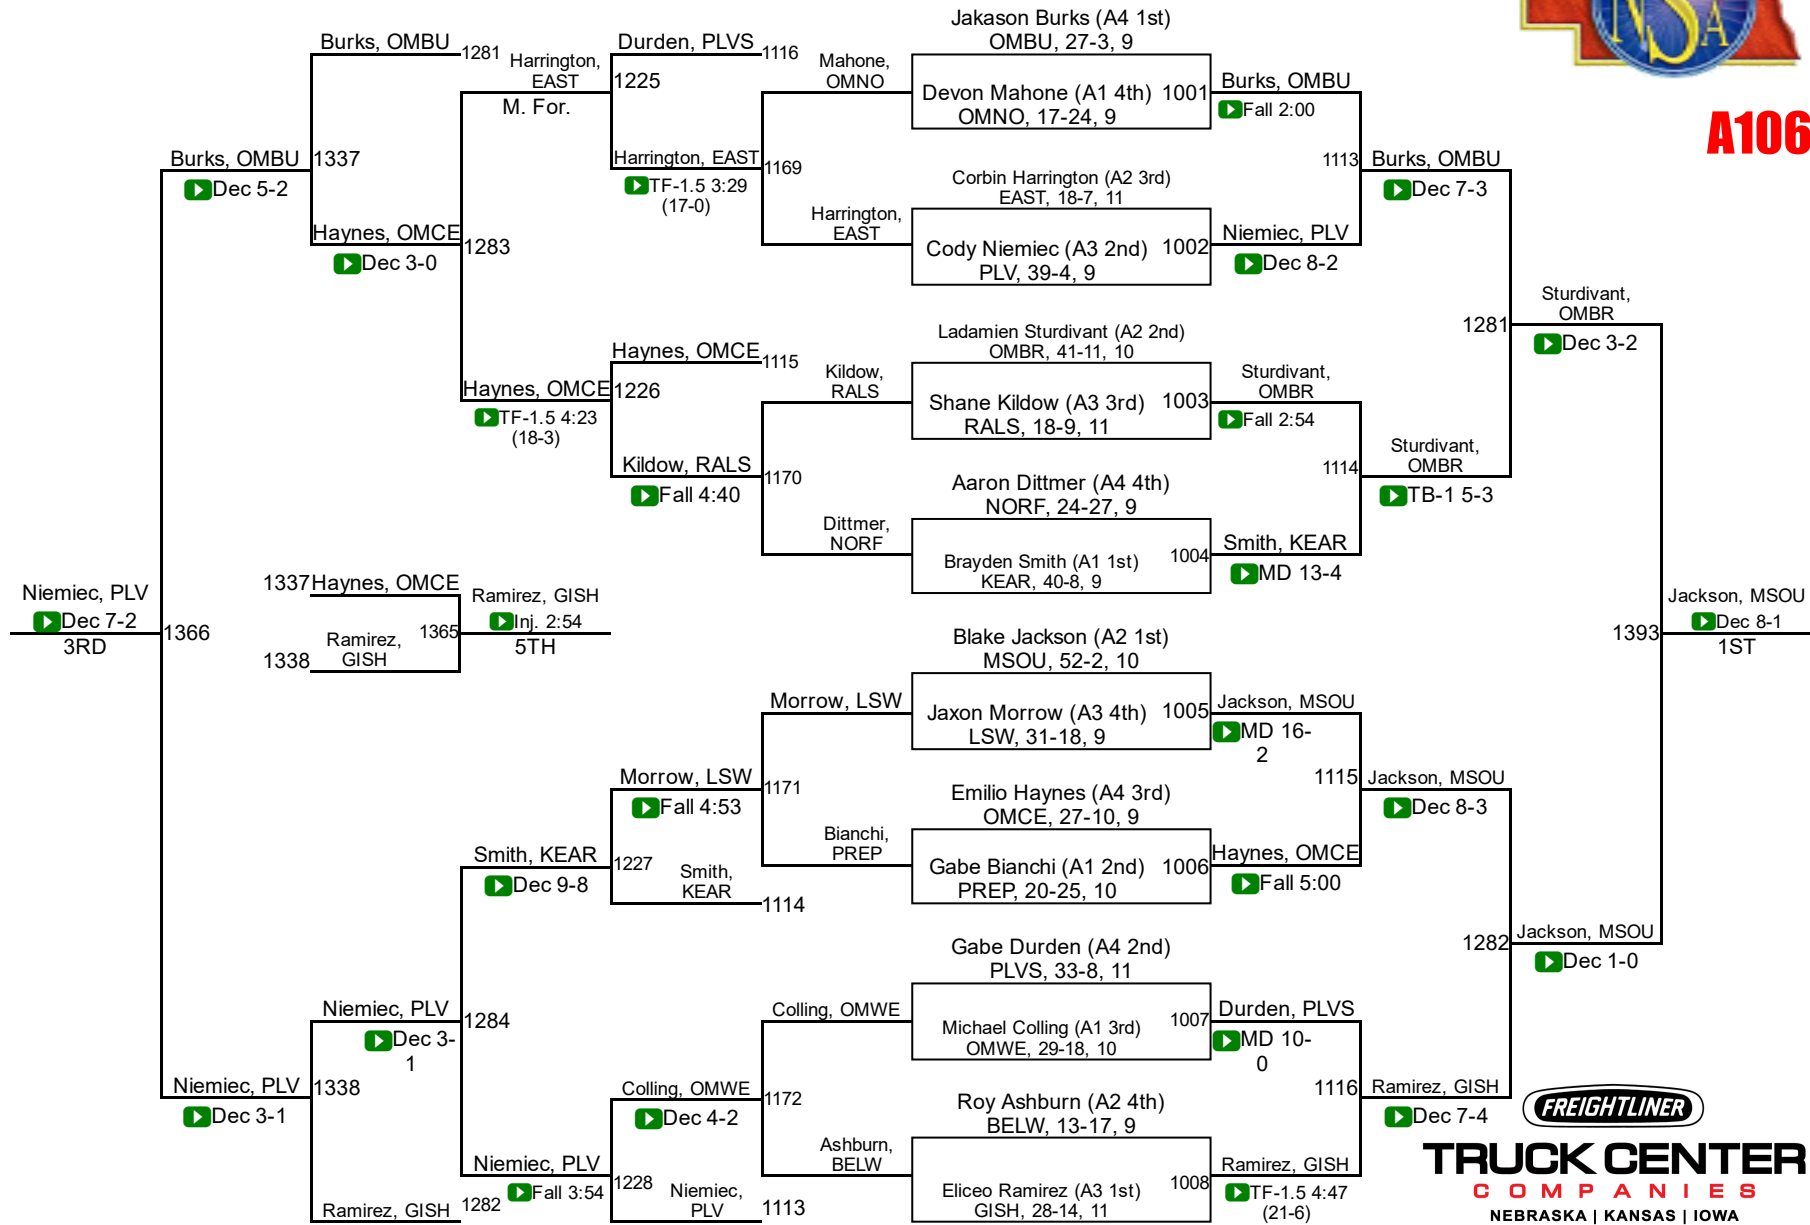 NSA
A106
Jakason Burks (A4 1st)
OMBU, 27-3, 9
Devon Mahone (A1 4th) 1001
OMNO, 17-24, 9
Corbin Harrington (A2 3rd)
EAST, 18-7, 11
Cody Niemiec (A3 2nd) 1002
PLV, 39-4, 9
Ladamien Sturdivant (A2 2nd)
OMBR, 41-11, 10
Shane Kildow (A3 3rd) 1003
RALS, 18-9, 11
Aaron Dittmer (A4 4th)
NORF, 24-27, 9
Brayden Smith (A1 1st) 1004
KEAR, 40-8, 9
Blake Jackson (A2 1st)
MSOU, 52-2, 10
Jaxon Morrow (A3 4th) 1005
LSW, 31-18, 9
Emilio Haynes (A4 3rd)
OMCE, 27-10, 9
Gabe Bianchi (A1 2nd) 1006
PREP, 20-25, 10
Gabe Durden (A4 2nd)
PLVS, 33-8, 11
Michael Colling (A1 3rd) 1007
OMWE, 29-18, 10
Roy Ashburn (A2 4th)
BELW, 13-17, 9
Eliceo Ramirez (A3 1st) 1008
GISH, 28-14, 11
Burks, OMBU
Fall 2:00
1113
Niemiec, PLV
Dec 8-2
Sturdivant,
OMBR
Fall 2:54
1114
Smith, KEAR
MD 13-4
Jackson, MSOU
MD 16-
2
1115
Haynes, OMCE
Fall 5:00
Durden, PLVS
MD 10-
0
1116
Ramirez, GISH
TF-1.5 4:47
(21-6)
Burks, OMBU
Dec 7-3
1281
Sturdivant,
OMBR
TB-1 5-3
Jackson, MSOU
Dec 8-3
1282
Ramirez, GISH
Dec 7-4
Sturdivant,
OMBR
Dec 3-2
1393
Jackson, MSOU
Dec 1-0
Jackson, MSOU
Dec 8-1
1ST
Mahone,
OMNO
1169
Harrington,
EAST
Kildow,
RALS
1170
Dittmer,
NORF
Morrow, LSW
1171
Bianchi,
PREP
Colling, OMWE
1172
Ashburn,
BELW
Durden, PLVS 1116
1225
Harrington, EAST
TF-1.5 3:29
(17-0)
Haynes, OMCE 1115
1226
Kildow, RALS
Fall 4:40
Morrow, LSW
Fall 4:53
1227
Smith,
KEAR
1114
Colling, OMWE
Dec 4-2
1228
Niemiec,
PLV
1113
Harrington,
EAST
M. For.
1283
Haynes, OMCE
TF-1.5 4:23
(18-3)
Smith, KEAR
Dec 9-8
1284
Niemiec, PLV
Fall 3:54
Burks, OMBU 1281
1337
Haynes, OMCE
Dec 3-0
Niemiec, PLV
Dec 3-
1
1338
Ramirez, GISH 1282
Burks, OMBU
Dec 5-2
1366
Niemiec, PLV
Dec 3-1
Niemiec, PLV
Dec 7-2
3RD
1337 Haynes, OMCE
1365
1338 Ramirez,
GISH
Ramirez, GISH
Inj. 2:54
5TH
FREIGHTLINER
TRUCK CENTER
COMPANIES
NEBRASKA | KANSAS | IOWA